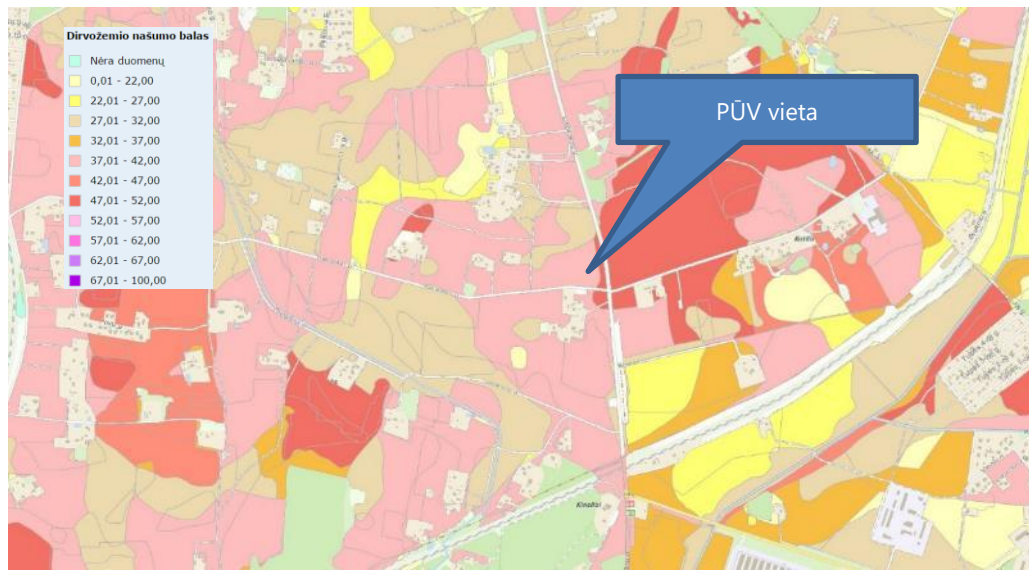 Dirvožemio našumo balas
Nėra duomenų
0,01 - 22,00
22,01 - 27,00
27,01 - 32,00
32,01 - 37,00
37,01 - 42,00
42,01 - 47,00
47,01 - 52,00
52,01 - 57,00
57,01 - 62,00
62,01 - 67,00
67,01 - 100,00
PŪV vieta